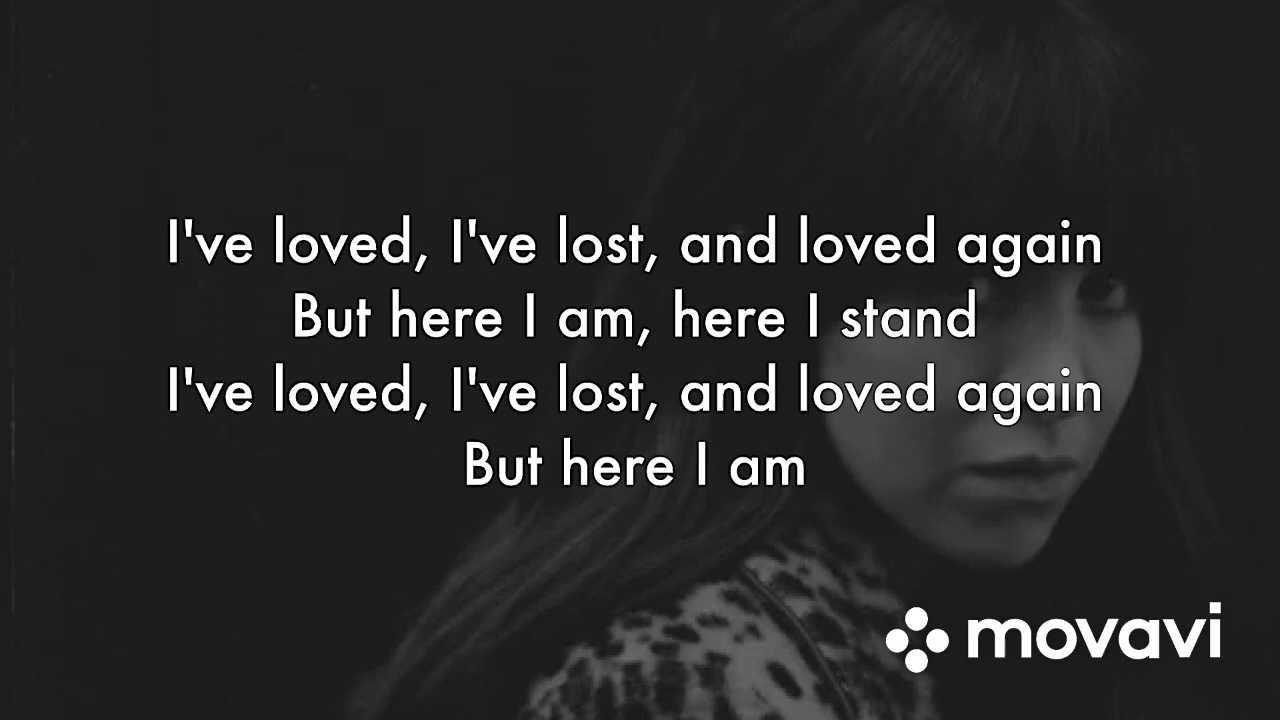 I've loved, I've lost, and loved again
But here I am, here I stand
I've loved, I've lost, and loved again
But here I am
movavi